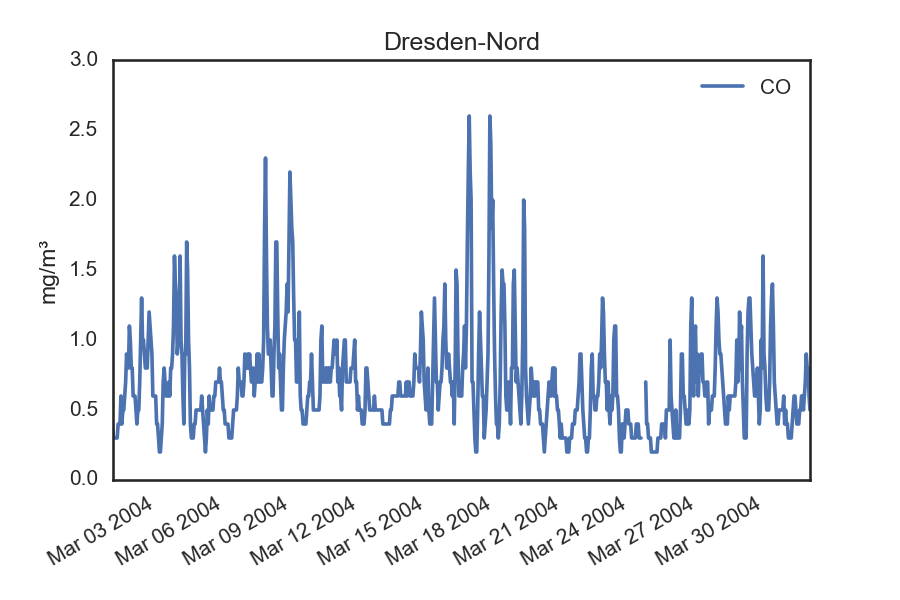 Dresden-Nord
CO
mg/m³
3.0
2.5
2.0
1.5
1.0
0.5
0.0
Mar 03 2004
Mar 06 2004
Mar 09 2004
Mar 12 2004
Mar 15 2004
Mar 18 2004
Mar 21 2004
Mar 24 2004
Mar 27 2004
Mar 30 2004